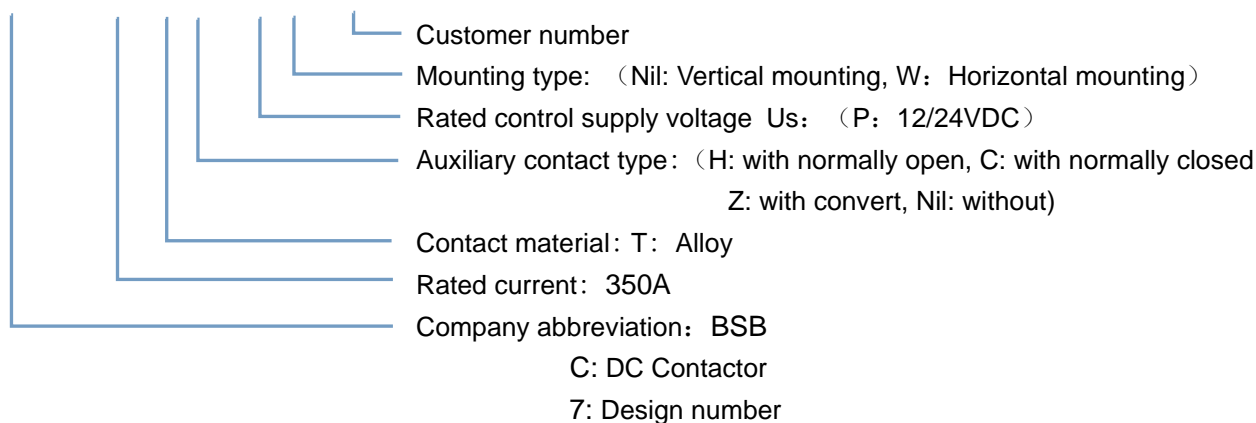 Customer number
Mounting type: （Nil: Vertical mounting, W：Horizontal mounting）
Rated control supply voltage Us：（P：12/24VDC）
Auxiliary contact type：（H: with normally open, C: with normally closed
Z: with convert, Nil: without)
Contact material：T：Alloy
Rated current：350A
Company abbreviation：BSB
C: DC Contactor
7: Design number